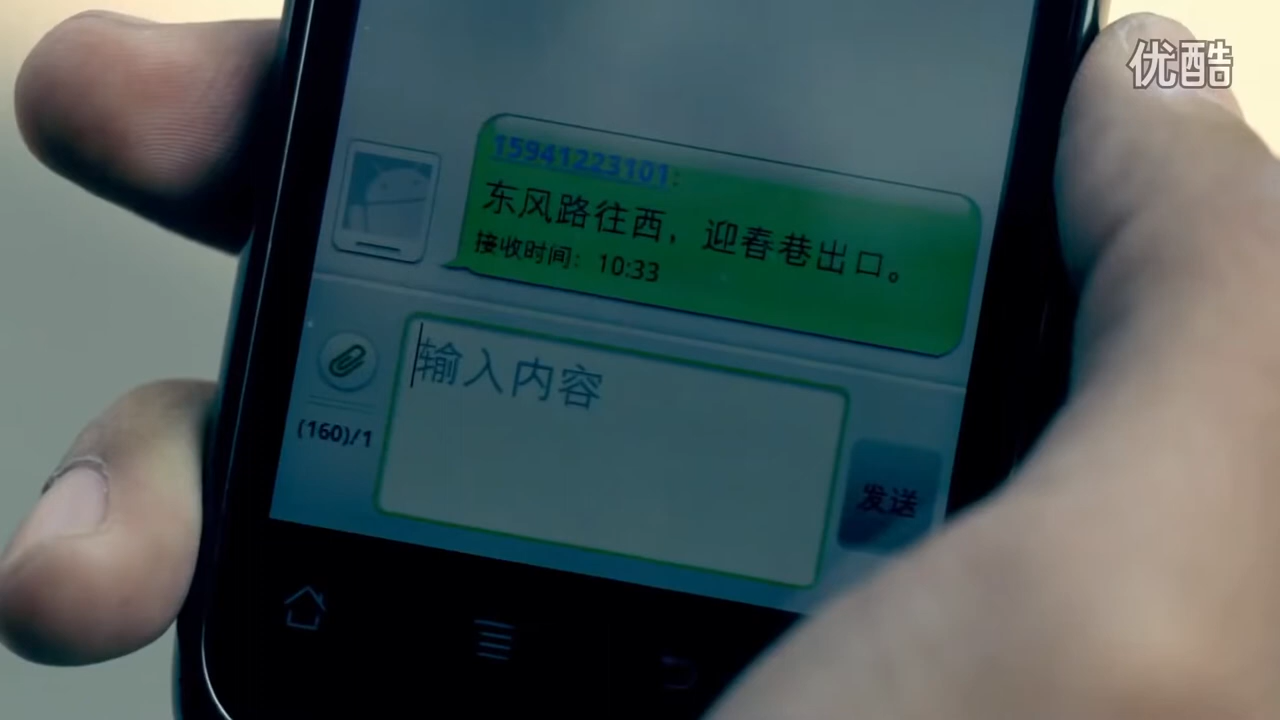 优酷
15941223101:
东风路往西，迎春巷出口。
接收时间：10:33
输入内容
(160)/1
发送